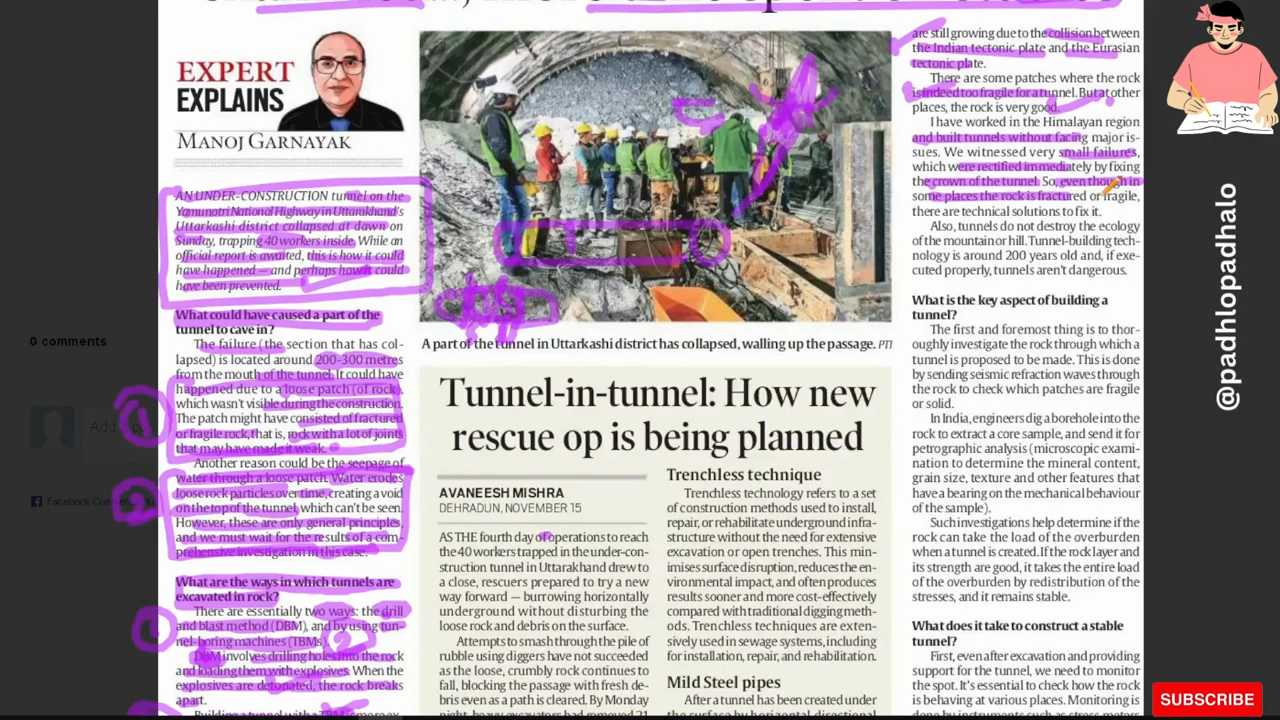 EXPERT
EXPLAINS
MANOJ GARNAYAK
AN UNDER-CONSTRUCTION tunnel on the
Yamunotri National Highway in Uttarakhand's
Uttarkashi district collapsed at dawn on
Sunday, trapping 40 workers inside. While an
official report is awaited, this is how it could
have happened — and perhaps how it could
have been prevented.
What could have caused a part of the
tunnel to cave in?
The failure (the section that has col-
lapsed) is located around 200-300 metres
from the mouth of the tunnel. It could have
happened due to a loose patch (of rock),
which wasn't visible during the construction.
The patch might have consisted of fractured
or fragile rock, that is, rock with a lot of joints
that may have made it weak.
Another reason could be the seepage of
water through a loose patch. Water erodes
loose rock particles over time, creating a void
on the top of the tunnel, which can't be seen.
However, these are only general principles,
and we must wait for the results of a com-
prehensive investigation in this case.
What are the ways in which tunnels are
excavated in rock?
There are essentially two ways: the drill
and blast method (DBM), and by using tun-
nel-boring machines (TBMs).
DBM involves drilling holes into the rock
and loading them with explosives. When the
explosives are detonated, the rock breaks
apart.
Building a tunnel with a TBM is more ex-
A part of the tunnel in Uttarkashi district has collapsed, walling up the passage. PTI
Tunnel-in-tunnel: How new
rescue op is being planned
AVANEESH MISHRA
DEHRADUN, NOVEMBER 15
AS THE fourth day of operations to reach
the 40 workers trapped in the under-con-
struction tunnel in Uttarakhand drew to
a close, rescuers prepared to try a new
way forward — burrowing horizontally
underground without disturbing the
loose rock and debris on the surface.
Attempts to smash through the pile of
rubble using diggers have not succeeded
as the loose, crumbly rock continues to
fall, blocking the passage with fresh de-
bris even as a path is cleared. By Monday
night, heavy excavators had removed 21
Trenchless technique
Trenchless technology refers to a set
of construction methods used to install,
repair, or rehabilitate underground infra-
structure without the need for extensive
excavation or open trenches. This min-
imises surface disruption, reduces the en-
vironmental impact, and often produces
results sooner and more cost-effectively
compared with traditional digging meth-
ods. Trenchless techniques are exten-
sively used in sewage systems, including
for installation, repair, and rehabilitation.
Mild Steel pipes
After a tunnel has been created under
the surface by horizontal directional
are still growing due to the collision between
the Indian tectonic plate and the Eurasian
tectonic plate.
There are some patches where the rock
is indeed too fragile for a tunnel. But at other
places, the rock is very good.
I have worked in the Himalayan region
and built tunnels without facing major is-
sues. We witnessed very small failures,
which were rectified immediately by fixing
the crown of the tunnel. So, even though in
some places the rock is fractured or fragile,
there are technical solutions to fix it.
Also, tunnels do not destroy the ecology
of the mountain or hill. Tunnel-building tech-
nology is around 200 years old and, if exe-
cuted properly, tunnels aren't dangerous.
What is the key aspect of building a
tunnel?
The first and foremost thing is to thor-
oughly investigate the rock through which a
tunnel is proposed to be made. This is done
by sending seismic refraction waves through
the rock to check which patches are fragile
or solid.
In India, engineers dig a borehole into the
rock to extract a core sample, and send it for
petrographic analysis (microscopic exami-
nation to determine the mineral content,
grain size, texture and other features that
have a bearing on the mechanical behaviour
of the sample).
Such investigations help determine if the
rock can take the load of the overburden
when a tunnel is created. If the rock layer and
its strength are good, it takes the entire load
of the overburden by redistribution of the
stresses, and it remains stable.
What does it take to construct a stable
tunnel?
First, even after excavation and providing
support for the tunnel, we need to monitor
the spot. It's essential to check how the rock
is behaving at various places. Monitoring is
done by instruments such as stress meters
0 comments
Add
Facebook Commen
@padhlopadhalo
SUBSCRIBE